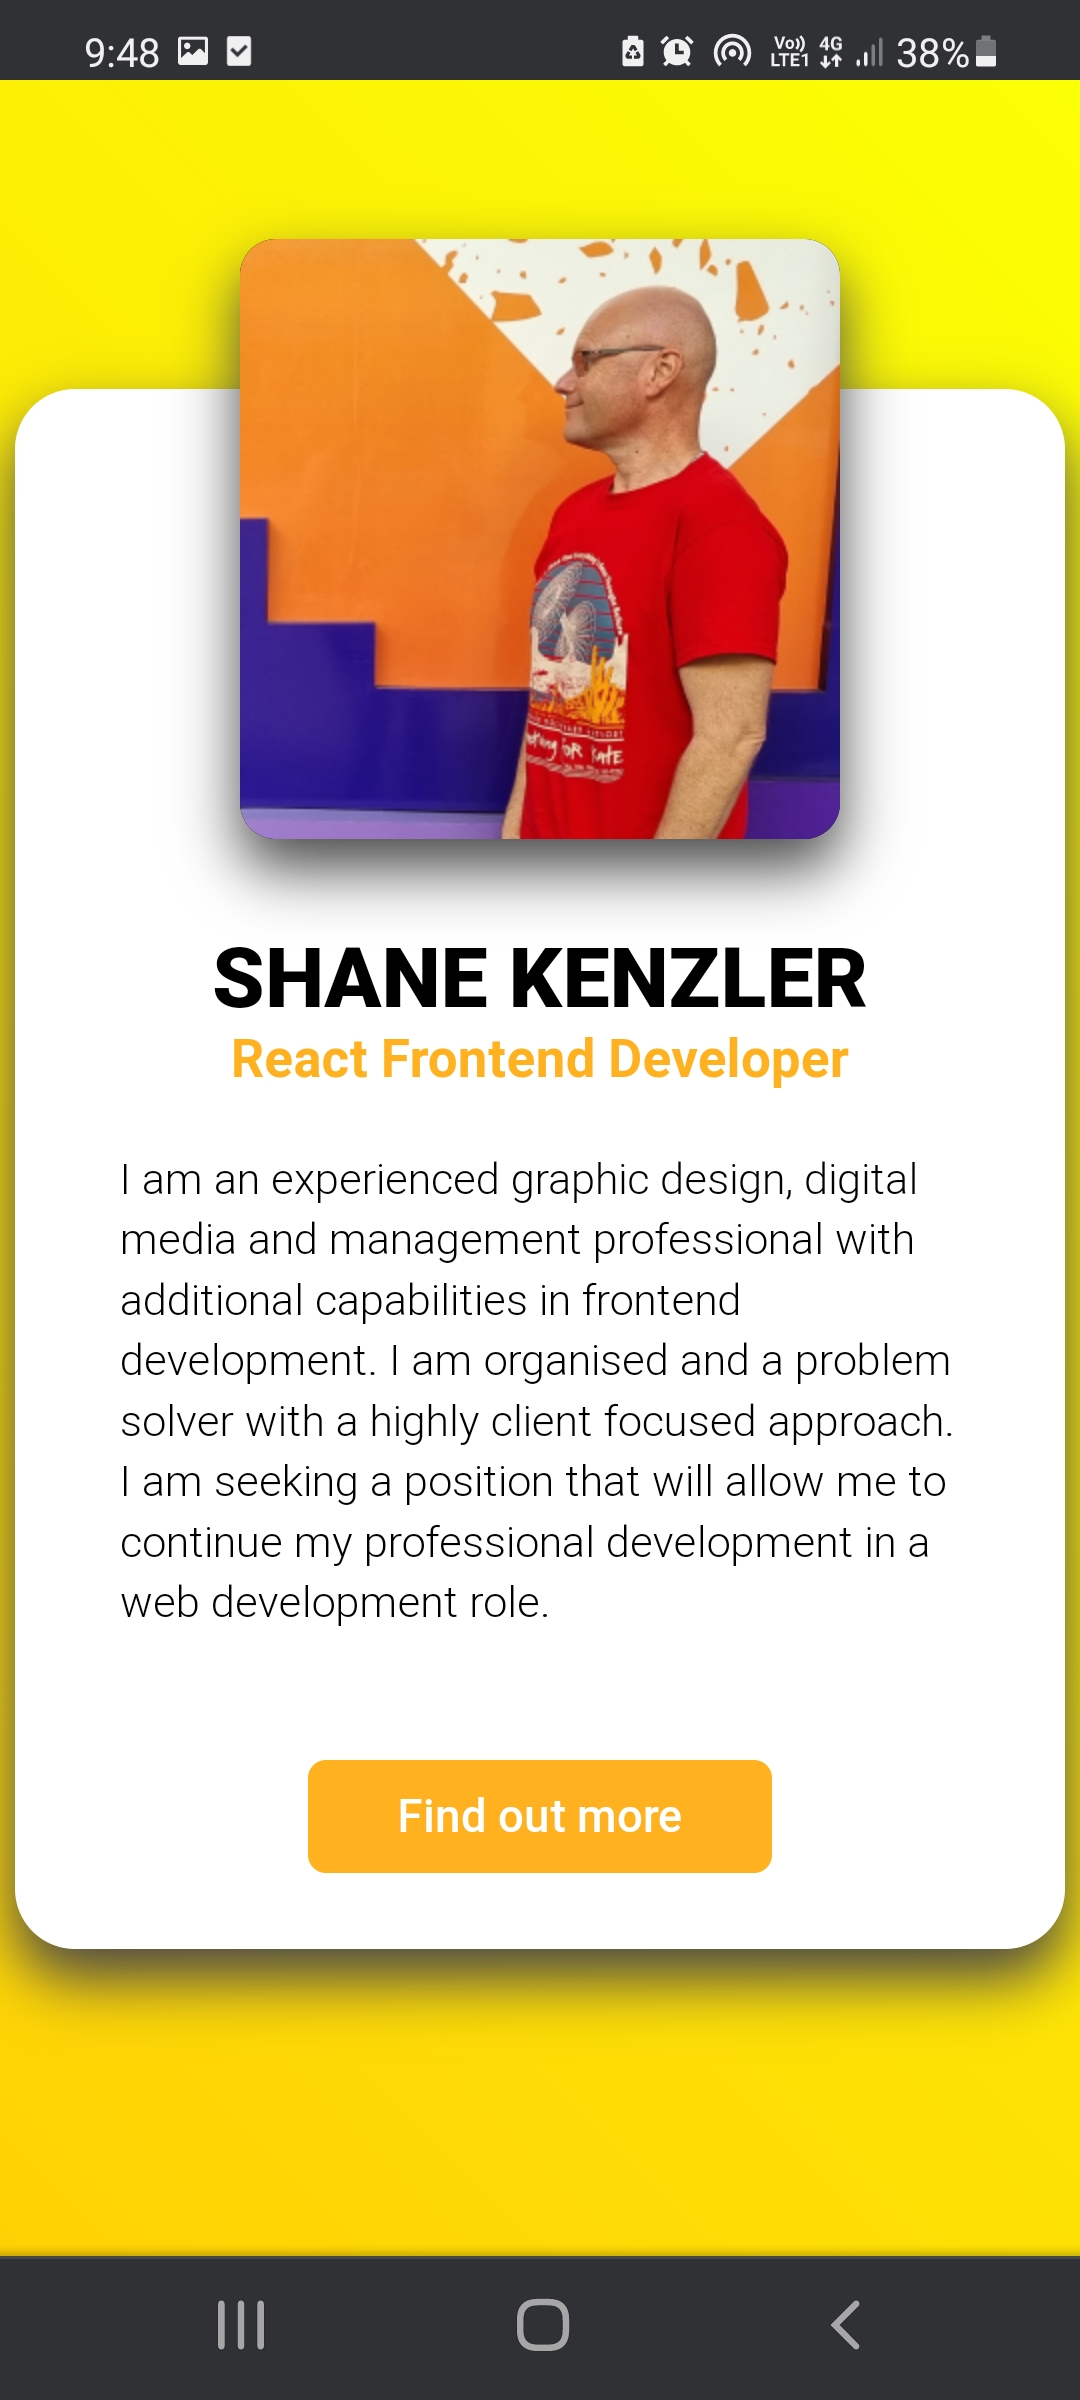 9:48
Vo)) 4G 38%
LTE1
FOR KATE
SHANE KENZLER
React Frontend Developer
I am an experienced graphic design, digital
media and management professional with
additional capabilities in frontend
development. I am organised and a problem
solver with a highly client focused approach.
I am seeking a position that will allow me to
continue my professional development in a
web development role.
Find out more